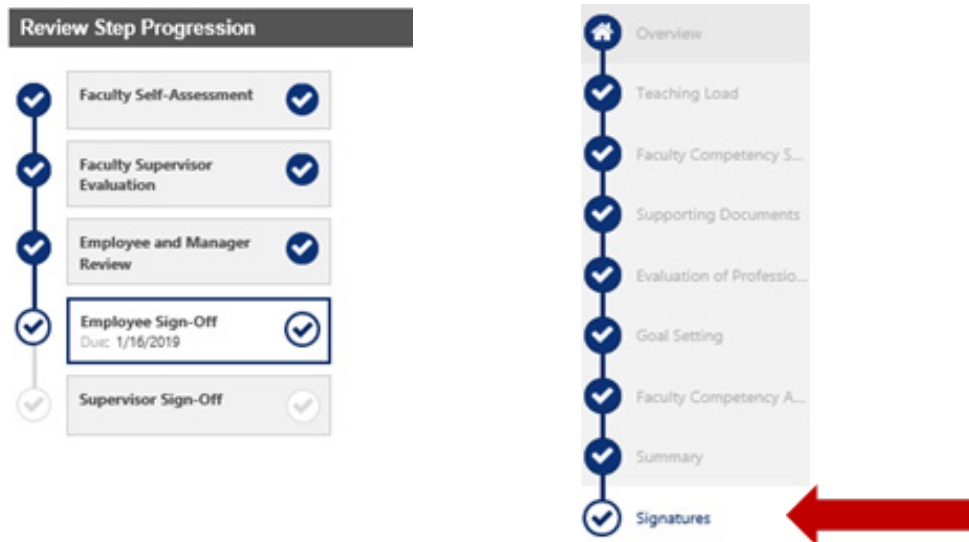 Review Step Progression
Faculty Self-Assessment
Faculty Supervisor
Evaluation
Employee and Manager
Review
Employee Sign-Off
Due: 1/16/2019
Supervisor Sign-Off
Overview
Teaching Load
Faculty Competency S...
Supporting Documents
Evaluation of Professio...
Goal Setting
Faculty Competency A...
Summary
Signatures